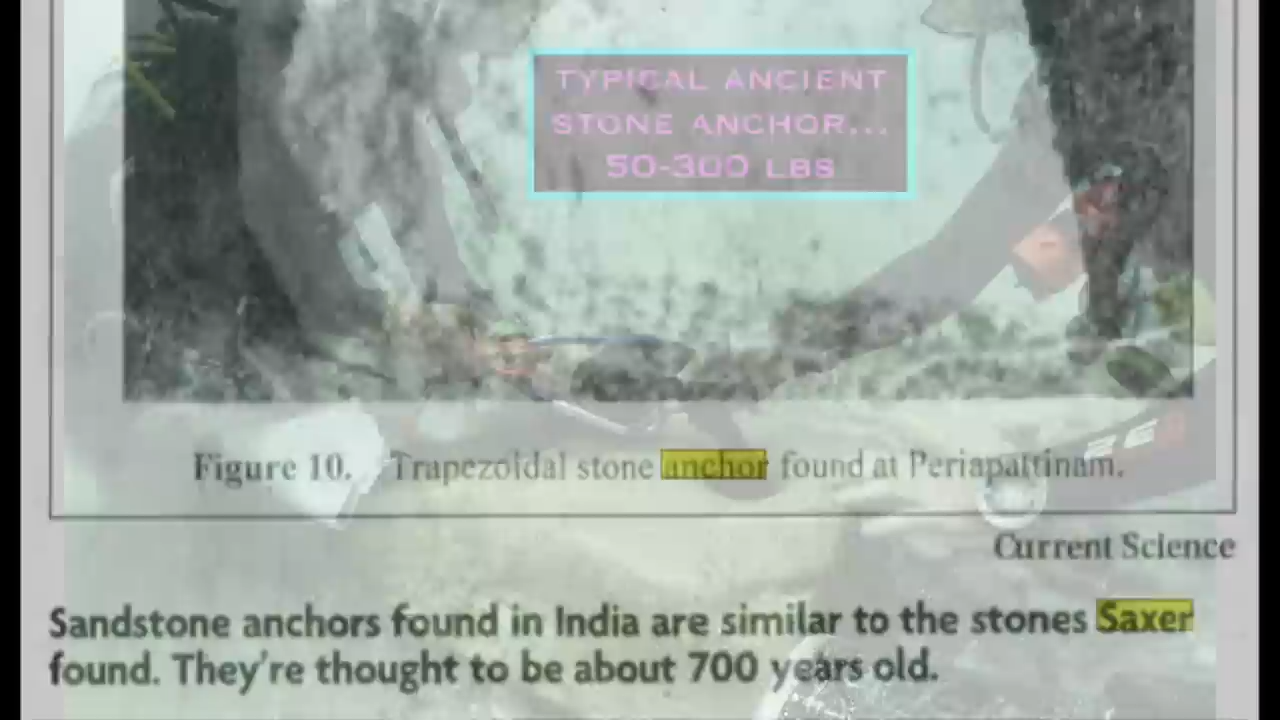 TYPICAL ANCIENT
STONE ANCHOR...
50-300 LBS
Figure 10. Trapezoidal stone anchor found at Periapattinam.
Current Science
Sandstone anchors found in India are similar to the stones Saxer
found. They're thought to be about 700 years old.